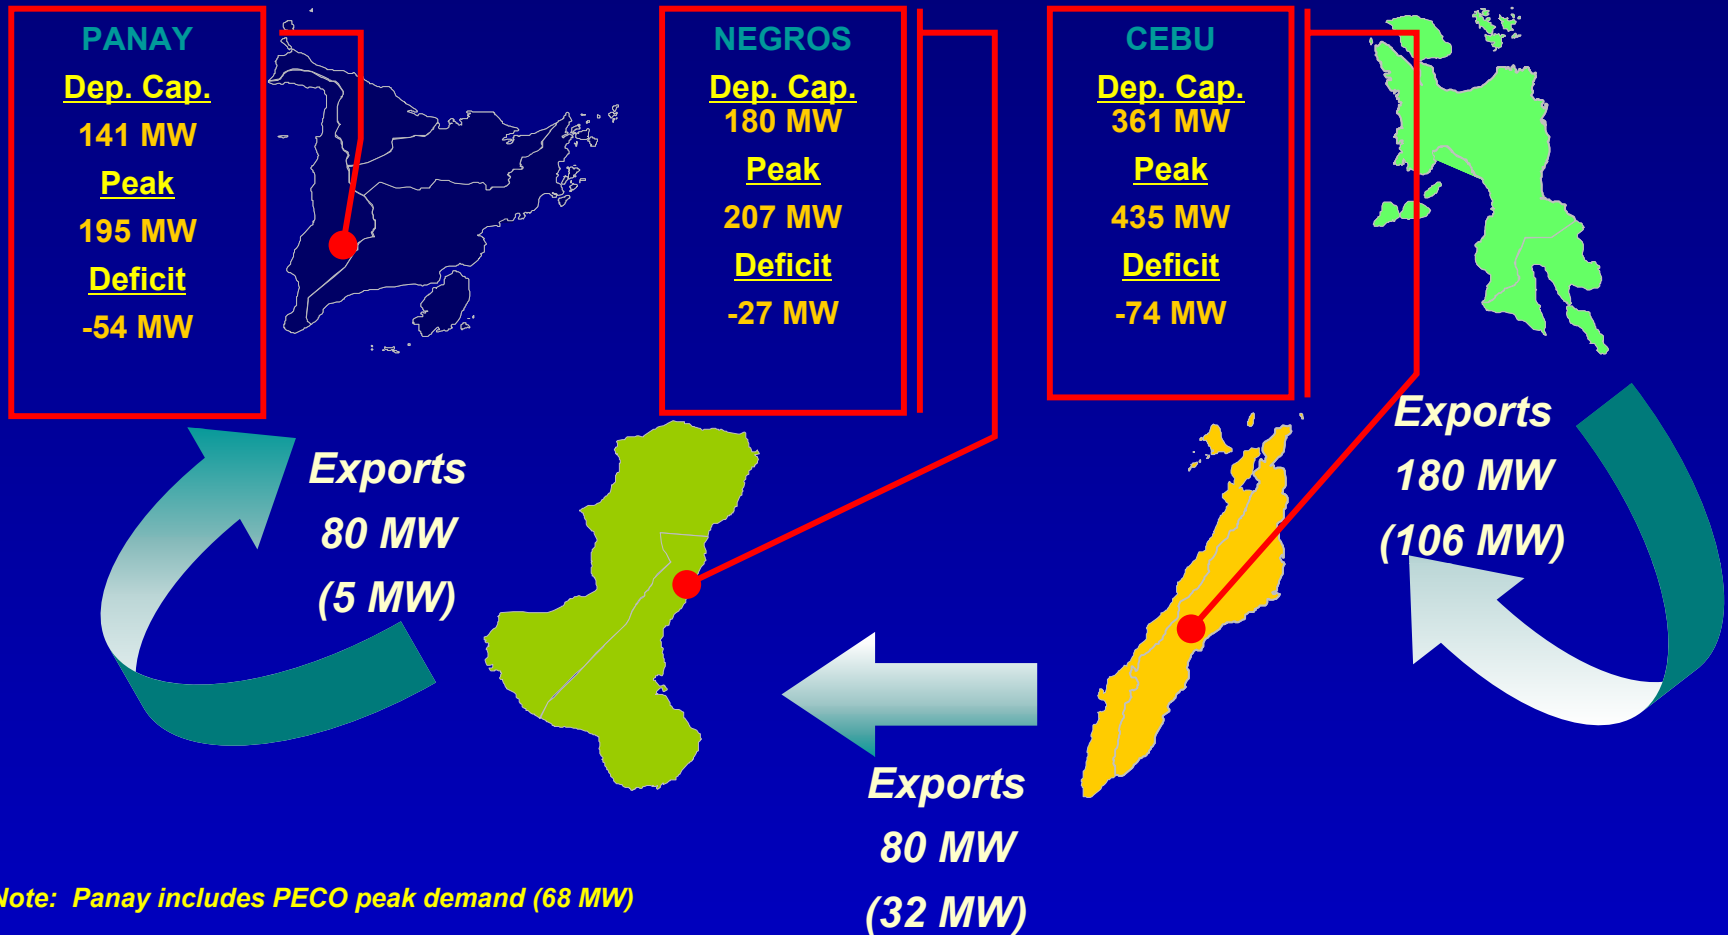 PANAY
Dep. Cap.
141 MW
Peak
195 MW
Deficit
-54 MW
NEGROS
Dep. Cap.
180 MW
Peak
207 MW
Deficit
-27 MW
CEBU
Dep. Cap.
361 MW
Peak
435 MW
Deficit
-74 MW
Exports
80 MW
(5 MW)
Exports
180 MW
(106 MW)
Exports
80 MW
(32 MW)
Note: Panay includes PECO peak demand (68 MW)